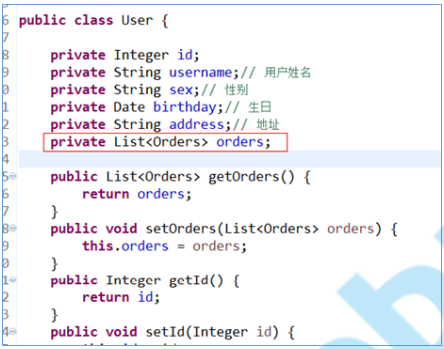 6 public class User {
7
8 private Integer id;
9 private String username;// 用户姓名
0 private String sex;// 性别
1 private Date birthday;// 生日
2 private String address;// 地址
3 private List<Orders> orders;
4
5 public List<Orders> getOrders() {
6 return orders;
7 }
8 public void setOrders(List<Orders> orders) {
9 this.orders = orders;
0 }
1 public Integer getId() {
2 return id;
3 }
4 public void setId(Integer id) {